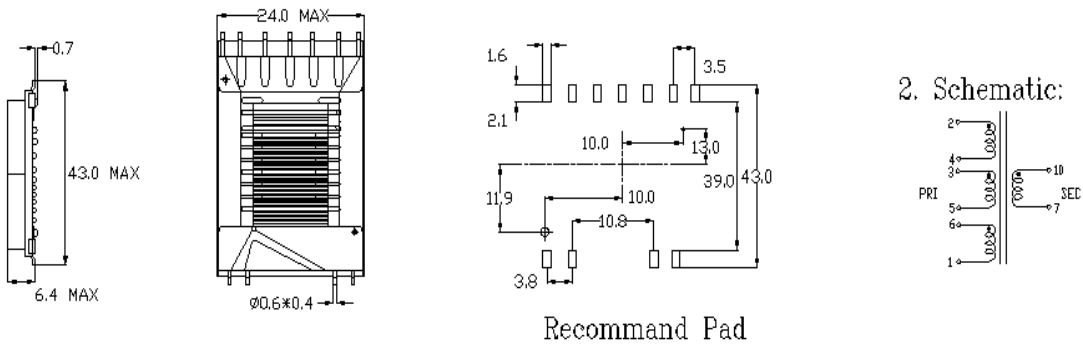 24.0 MAX
0.7
43.0 MAX
6.4 MAX
Ø0.6*0.4
1.6
3.5
2.1
10.0
13.0
11.9
10.0
39.0
43.0
10.8
3.8
Recommand Pad
2. Schematic:
2
4
3
PRI
5
6
1
10
SEC
7